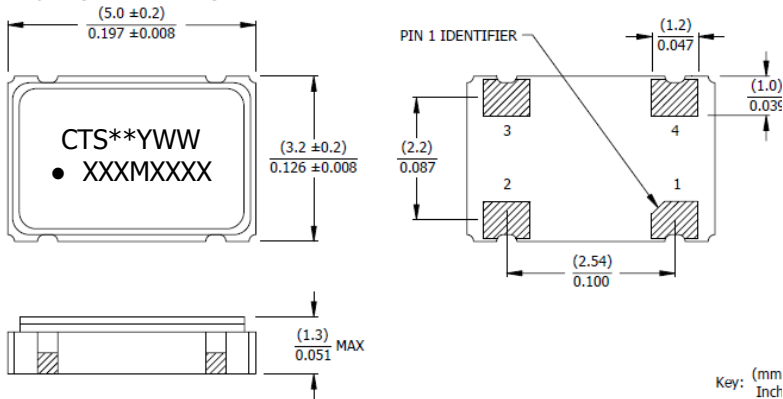 (5.0 ±0.2)
0.197 ±0.008
CTS**YWW
• XXXMXXXX
(3.2 ±0.2)
0.126 ±0.008
(1.3)
0.051 MAX
PIN 1 IDENTIFIER
(1.2)
0.047
(1.0)
0.039
(2.2)
0.087
3
4
2
1
(2.54)
0.100
Key: (mm
Inch